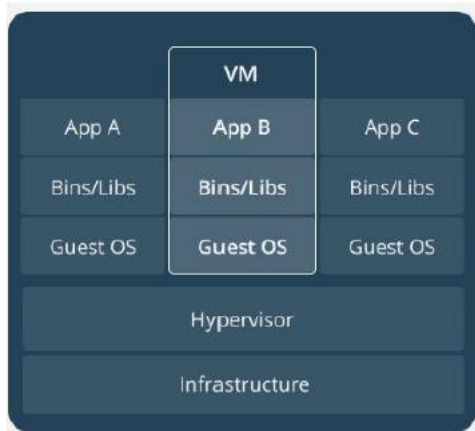 VM
App A App B App C
Bins/Libs Bins/Libs Bins/Libs
Guest OS Guest OS Guest OS
Hypervisor
Infrastructure